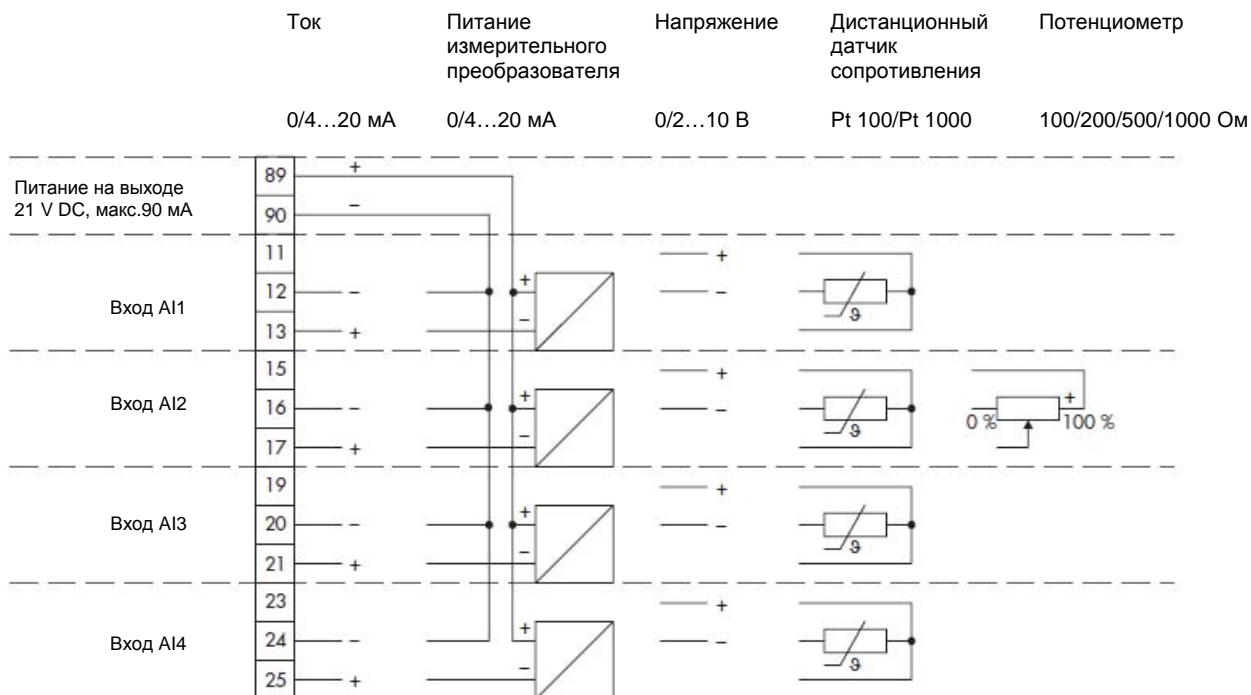 Ток
Питание
измерительного
преобразователя
Напряжение
Дистанционный
датчик
сопротивления
Потенциометр
0/4…20 мА
0/4…20 мА
0/2…10 В
Pt 100/Pt 1000
100/200/500/1000 Ом
Питание на выходе
21 V DC, макс.90 мА
89 +
90 −
11 +
Вход AI1
12 − + −
13 + − ϑ
15 +
Вход AI2
16 − + − + 0 % 100 %
17 + − ϑ
19 +
Вход AI3
20 − + −
21 + − ϑ
23 +
Вход AI4
24 − + −
25 + − ϑ